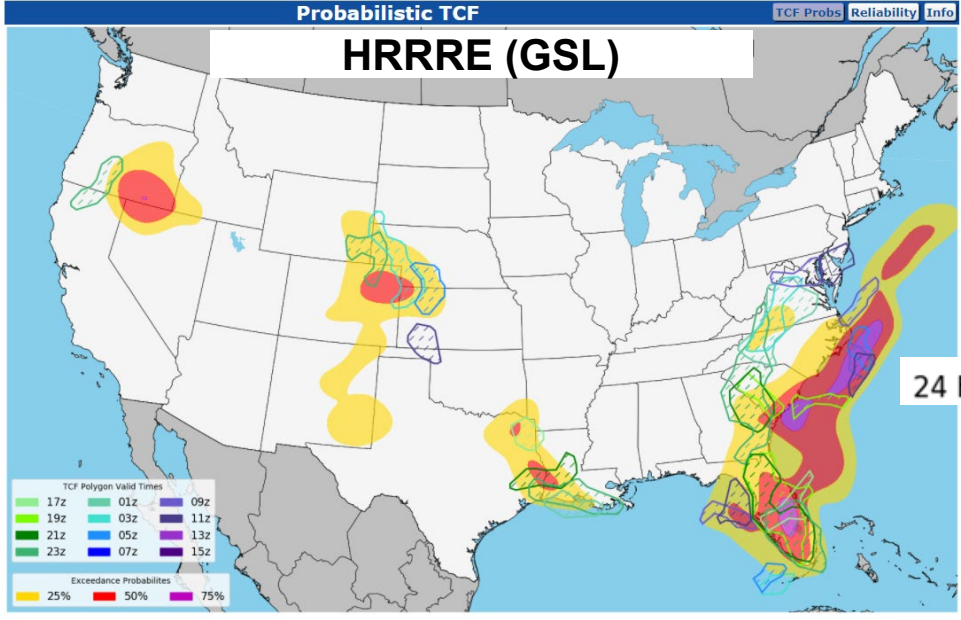 Probabilistic TCF
TCF Probs Reliability Info
HRRRE (GSL)
24
TCF Polygon Valid Times
17z 01z 09z
19z 03z 11z
21z 05z 13z
23z 07z 15z
Exceedance Probabilites
25% 50% 75%